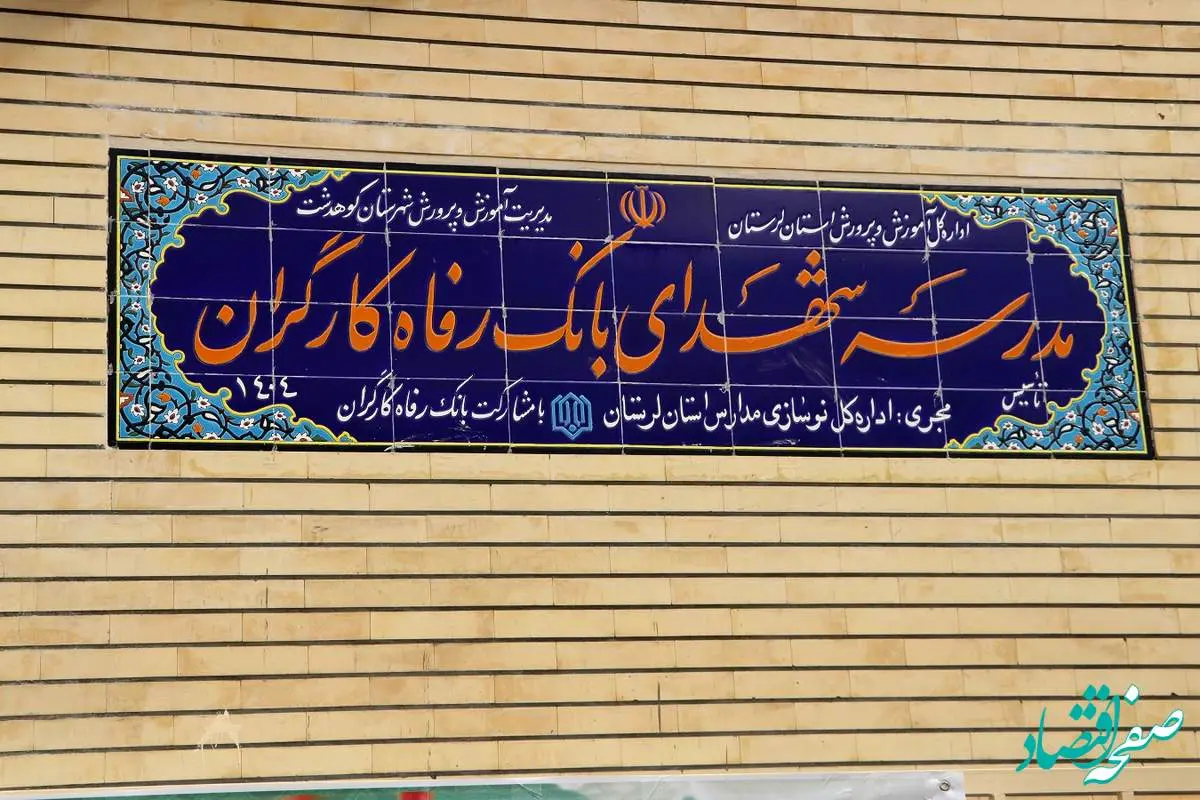 اداره کل آموزش و پرورش استان لرستان
مدیریت آموزش و پرورش شهرستان کوهدشت
مدرسه شهدای بانک رفاه کارگران
تأسیس ۱۴۰۴
مجری: اداره کل نوسازی مدارس استان لرستان با مشارکت بانک رفاه کارگران
صفحه اقتصاد